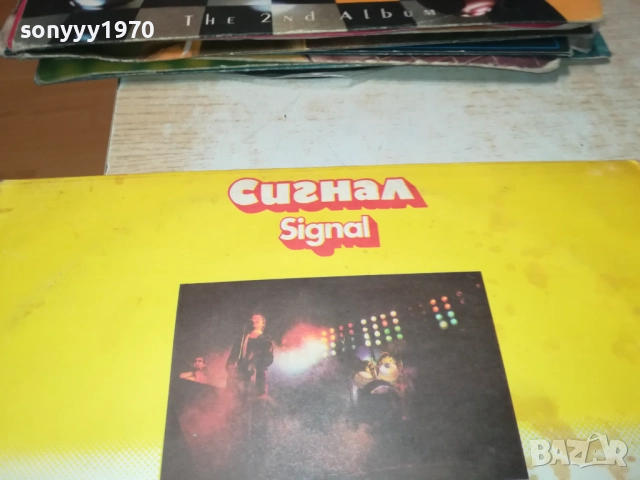 sonyyy1970
The 2nd Album
Сигнал
Signal
BAZAR